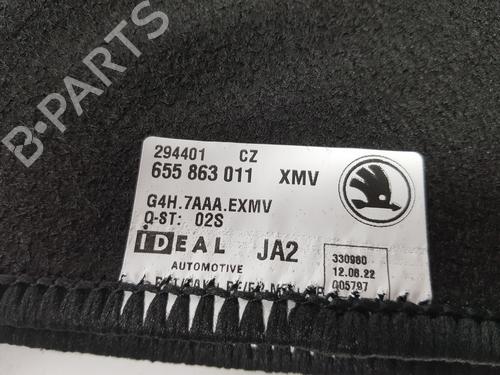 294401 CZ
655 863 011 XMV
G4H.7AAA.EXMV
Q-ST: 02S
IDEAL JA2
AUTOMOTIVE
330980
12.08.22
005797
B-PARTS